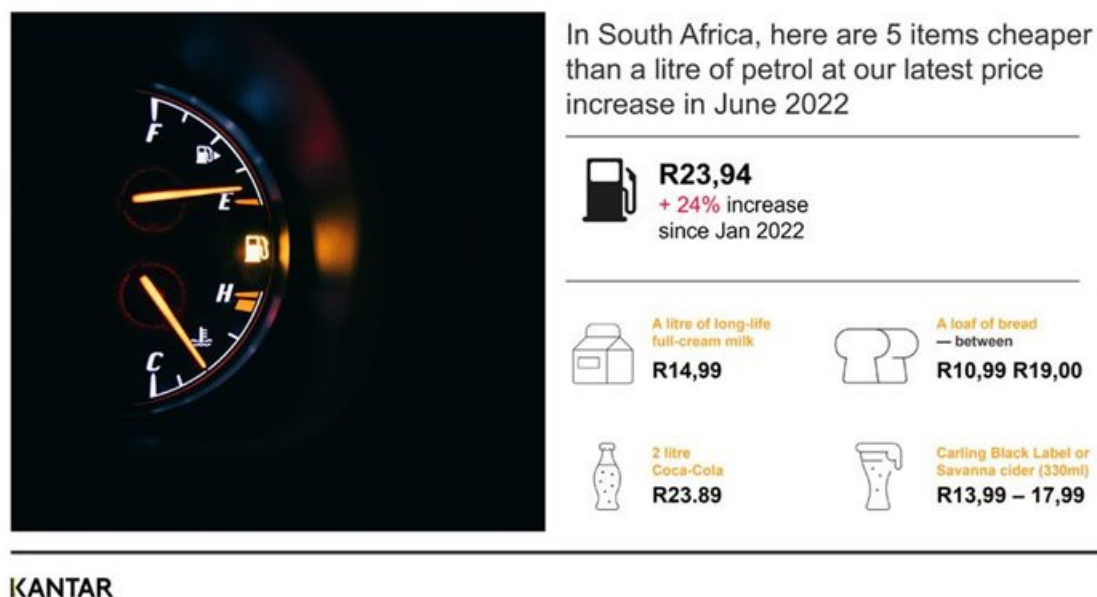 In South Africa, here are 5 items cheaper
than a litre of petrol at our latest price
increase in June 2022
R23,94
+ 24% increase
since Jan 2022
A litre of long-life
full-cream milk
R14,99
A loaf of bread
— between
R10,99 R19,00
2 litre
Coca-Cola
R23.89
Carling Black Label or
Savanna cider (330ml)
R13,99 – 17,99
F
E
H
C
KANTAR